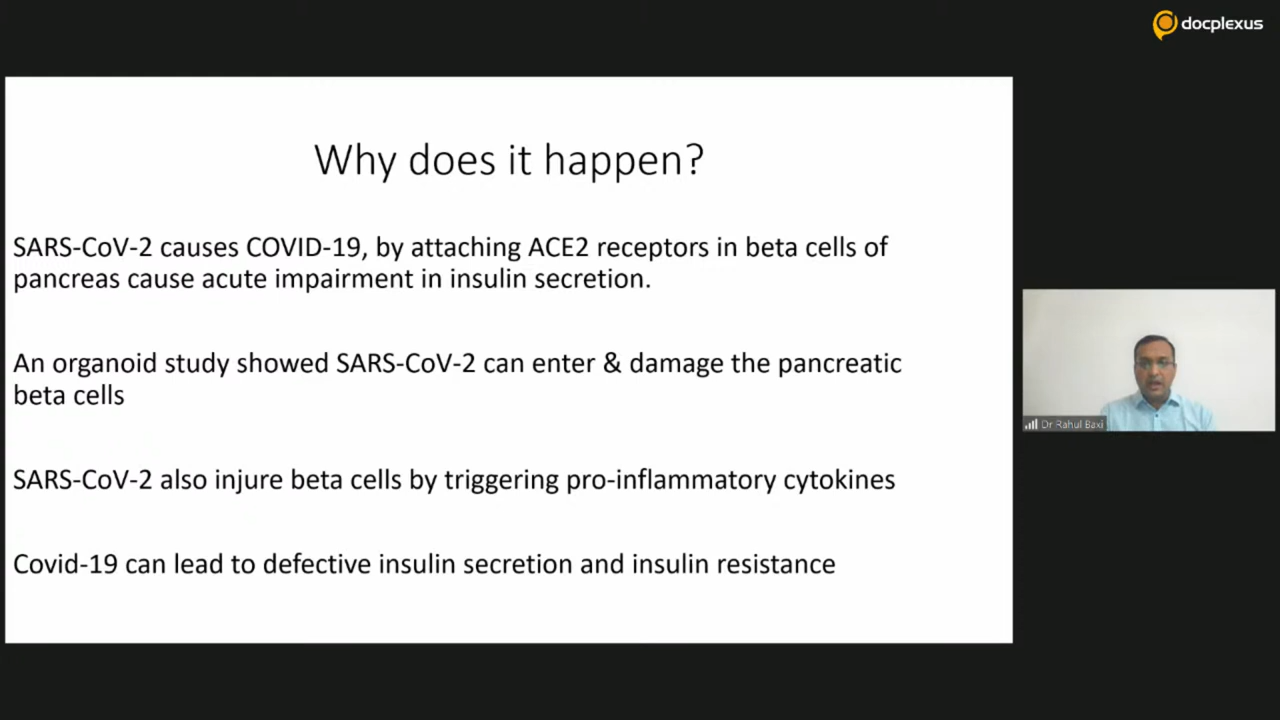 docplexus
Why does it happen?
SARS-CoV-2 causes COVID-19, by attaching ACE2 receptors in beta cells of
pancreas cause acute impairment in insulin secretion.
An organoid study showed SARS-CoV-2 can enter & damage the pancreatic
beta cells
SARS-CoV-2 also injure beta cells by triggering pro-inflammatory cytokines
Covid-19 can lead to defective insulin secretion and insulin resistance
Dr Rahul Baxi